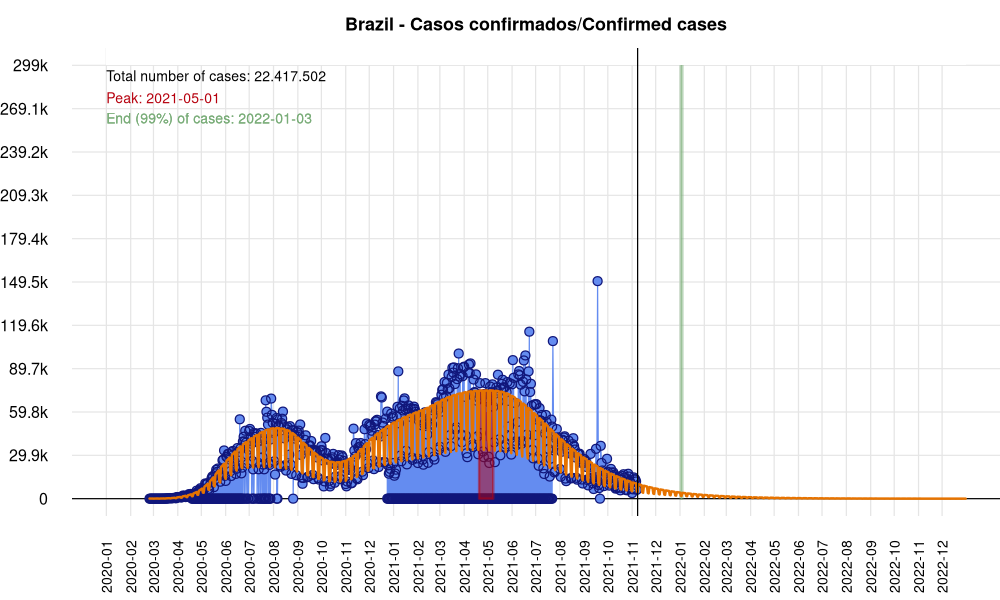 Brazil - Casos confirmados/Confirmed cases
299k
Total number of cases: 22.417.502
Peak: 2021-05-01
269.1k
End (99%) of cases: 2022-01-03
239.2k
209.3k
179.4k
149.5k
119.6k
89.7k
59.8k
29.9k
0
2020-01
2020-02
2020-03
2020-04
2020-05
2020-06
2020-07
2020-08
2020-09
2020-10
2020-11
2020-12
2021-01
2021-02
2021-03
2021-04
2021-05
2021-06
2021-07
2021-08
2021-09
2021-10
2021-11
2021-12
2022-01
2022-02
2022-03
2022-04
2022-05
2022-06
2022-07
2022-08
2022-09
2022-10
2022-11
2022-12